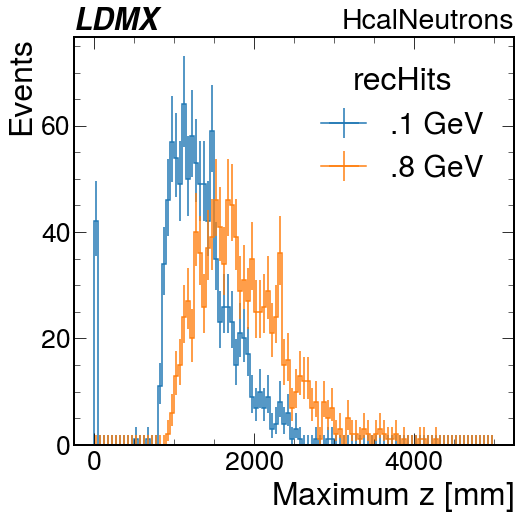 LDMX HcalNeutrons
Events
recHits
.1 GeV
.8 GeV
60
40
20
0
0 2000 4000
Maximum z [mm]